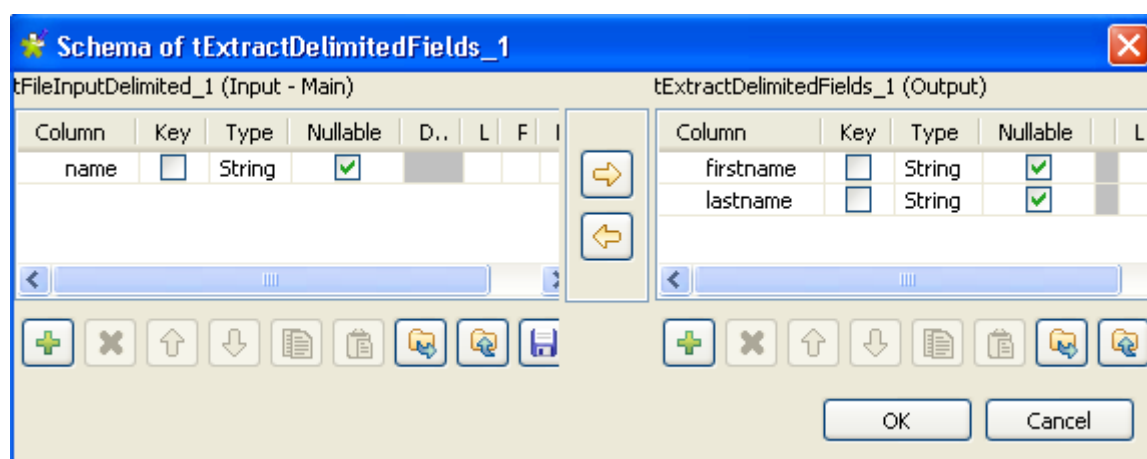 Schema of tExtractDelimitedFields_1
tFileInputDelimited_1 (Input - Main)
Column Key Type Nullable D.. L F
name String
tExtractDelimitedFields_1 (Output)
Column Key Type Nullable L
firstname String
lastname String
OK Cancel